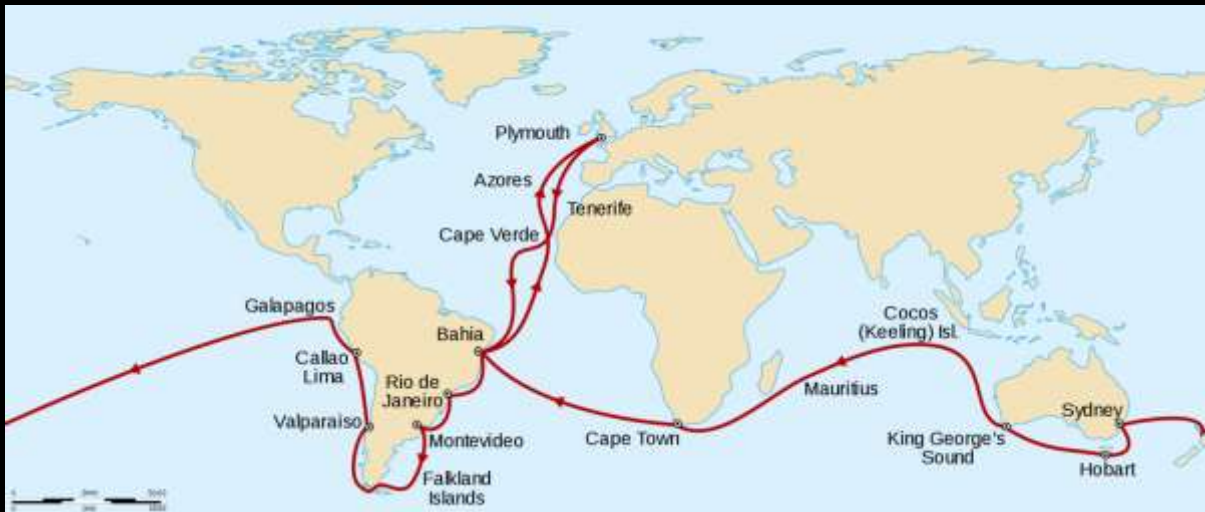 Plymouth
Azores
Tenerife
Cape Verde
Galapagos
Bahia
Cocos
(Keeling) Isl.
Callao
Lima
Rio de
Janeiro
Mauritius
Valparaiso
Montevideo
Cape Town
Sydney
King George's
Sound
Falkland
Islands
Hobart